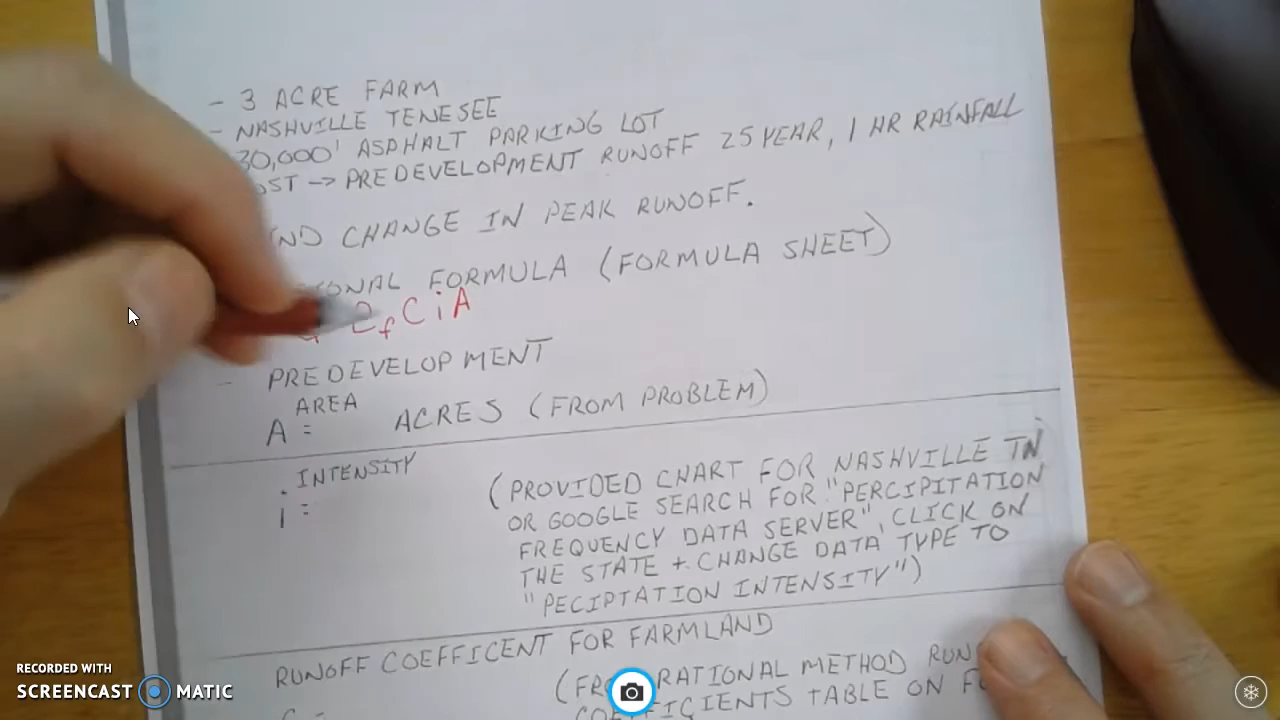 - 3 ACRE FARM
- NASHVILLE TENESEE
30,000' ASPHALT PARKING LOT
→ PREDEVELOPMENT RUNOFF 25 YEAR, 1 HR RAINFALL
CHANGE IN PEAK RUNOFF.
FORMULA (FORMULA SHEET)
CiA
- PREDEVELOPMENT
AREA
A = ACRES (FROM PROBLEM)
INTENSITY
i = (PROVIDED CHART FOR NASHVILLE TN
OR GOOGLE SEARCH FOR "PERCIPITATION
FREQUENCY DATA SERVER", CLICK ON
THE STATE + CHANGE DATA TYPE TO
"PECIPTATION INTENSITY")
RUNOFF COEFFICENT FOR FARMLAND
RATIONAL METHOD
TABLE ON
RECORDED WITH
SCREENCAST MATIC